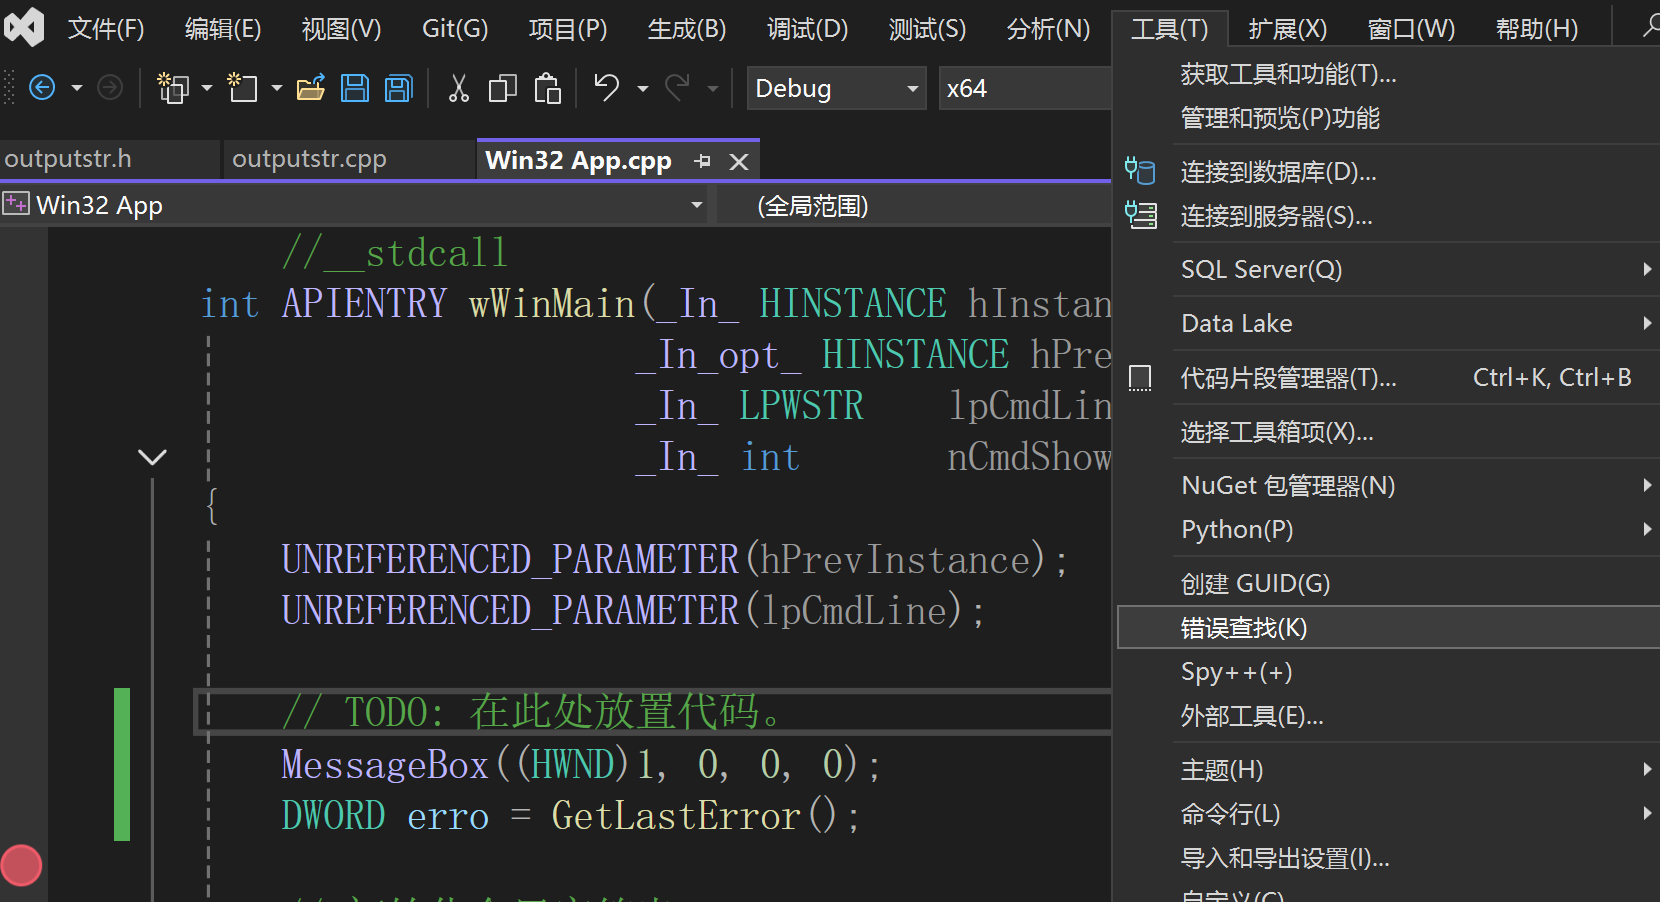 文件(F) 编辑(E) 视图(V) Git(G) 项目(P) 生成(B) 调试(D) 测试(S) 分析(N) 工具(T) 扩展(X) 窗口(W) 帮助(H)
Debug x64
outputstr.h outputstr.cpp Win32 App.cpp
Win32 App (全局范围)
//__stdcall
int APIENTRY wWinMain(_In_ HINSTANCE hInstan
_In_opt_ HINSTANCE hPre
_In_ LPWSTR lpCmdLin
_In_ int nCmdShow
{
UNREFERENCED_PARAMETER(hPrevInstance);
UNREFERENCED_PARAMETER(lpCmdLine);
// TODO: 在此处放置代码。
MessageBox((HWND)1, 0, 0, 0);
DWORD erro = GetLastError();
获取工具和功能(T)...
管理和预览(P)功能
连接到数据库(D)...
连接到服务器(S)...
SQL Server(Q)
Data Lake
代码片段管理器(T)... Ctrl+K, Ctrl+B
选择工具箱项(X)...
NuGet 包管理器(N)
Python(P)
创建 GUID(G)
错误查找(K)
Spy++(+)
外部工具(E)...
主题(H)
命令行(L)
导入和导出设置(I)...
自定义(C)